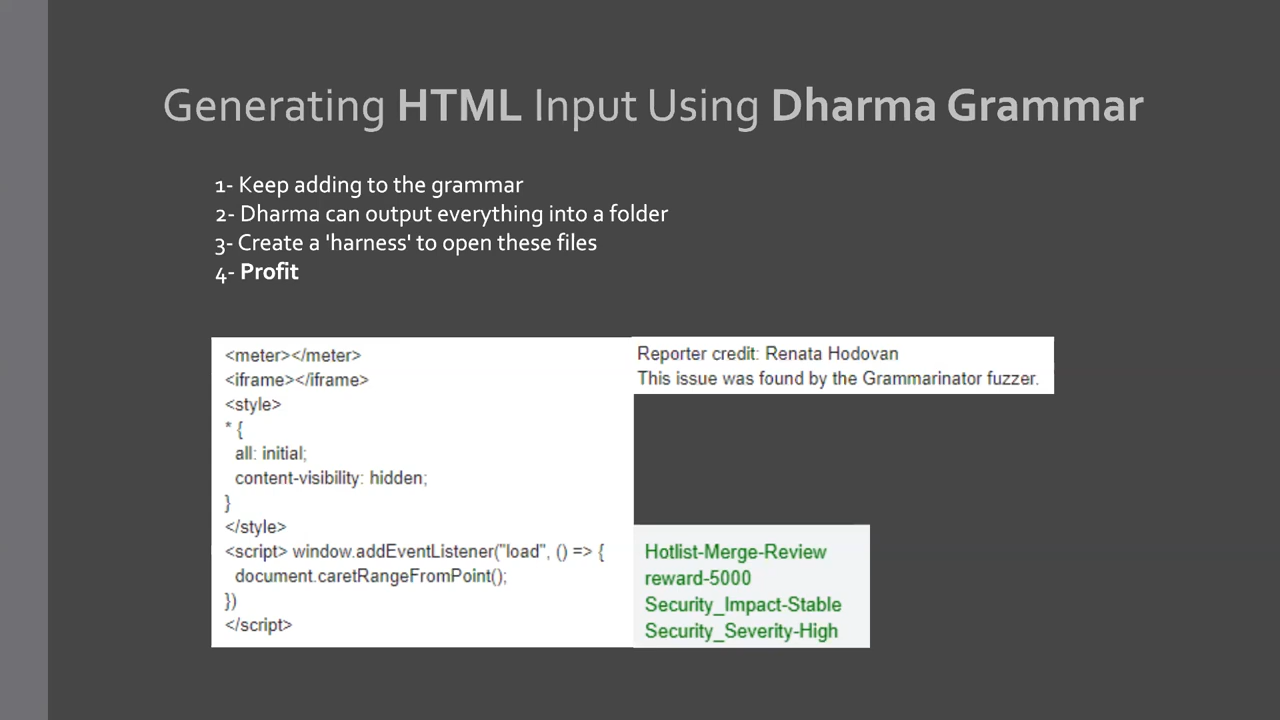 Generating HTML Input Using Dharma Grammar
1- Keep adding to the grammar
2- Dharma can output everything into a folder
3- Create a 'harness' to open these files
4- Profit
<meter></meter>
<iframe></iframe>
<style>
* {
all: initial;
content-visibility: hidden;
}
</style>
<script> window.addEventListener("load", () => {
document.caretRangeFromPoint();
})
</script>
Reporter credit: Renata Hodovan
This issue was found by the Grammarinator fuzzer.
Hotlist-Merge-Review
reward-5000
Security_Impact-Stable
Security_Severity-High